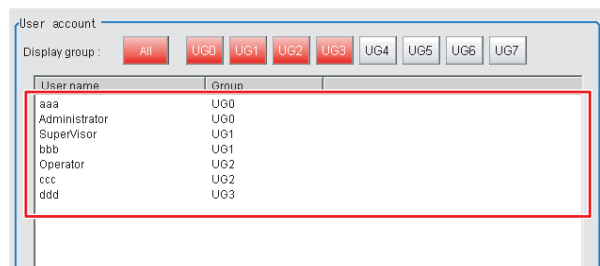 User account
Display group : All UG0 UG1 UG2 UG3 UG4 UG5 UG6 UG7
User name Group
aaa UG0
Administrator UG0
SuperVisor UG1
bbb UG1
Operator UG2
ccc UG2
ddd UG3